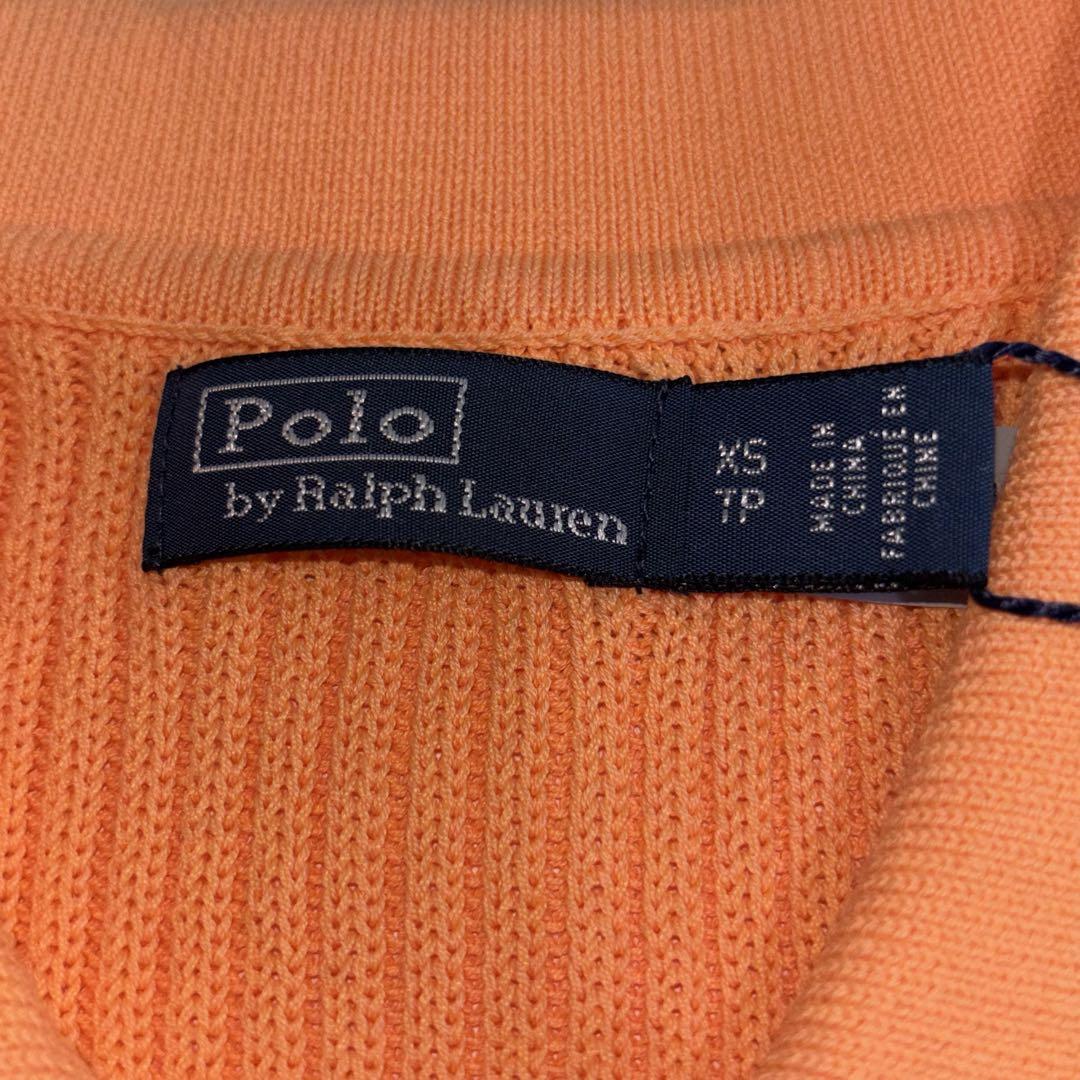 Polo
by Ralph Lauren
XS
TP
MADE IN
CHINA
FABRIQUÉ EN
CHINE